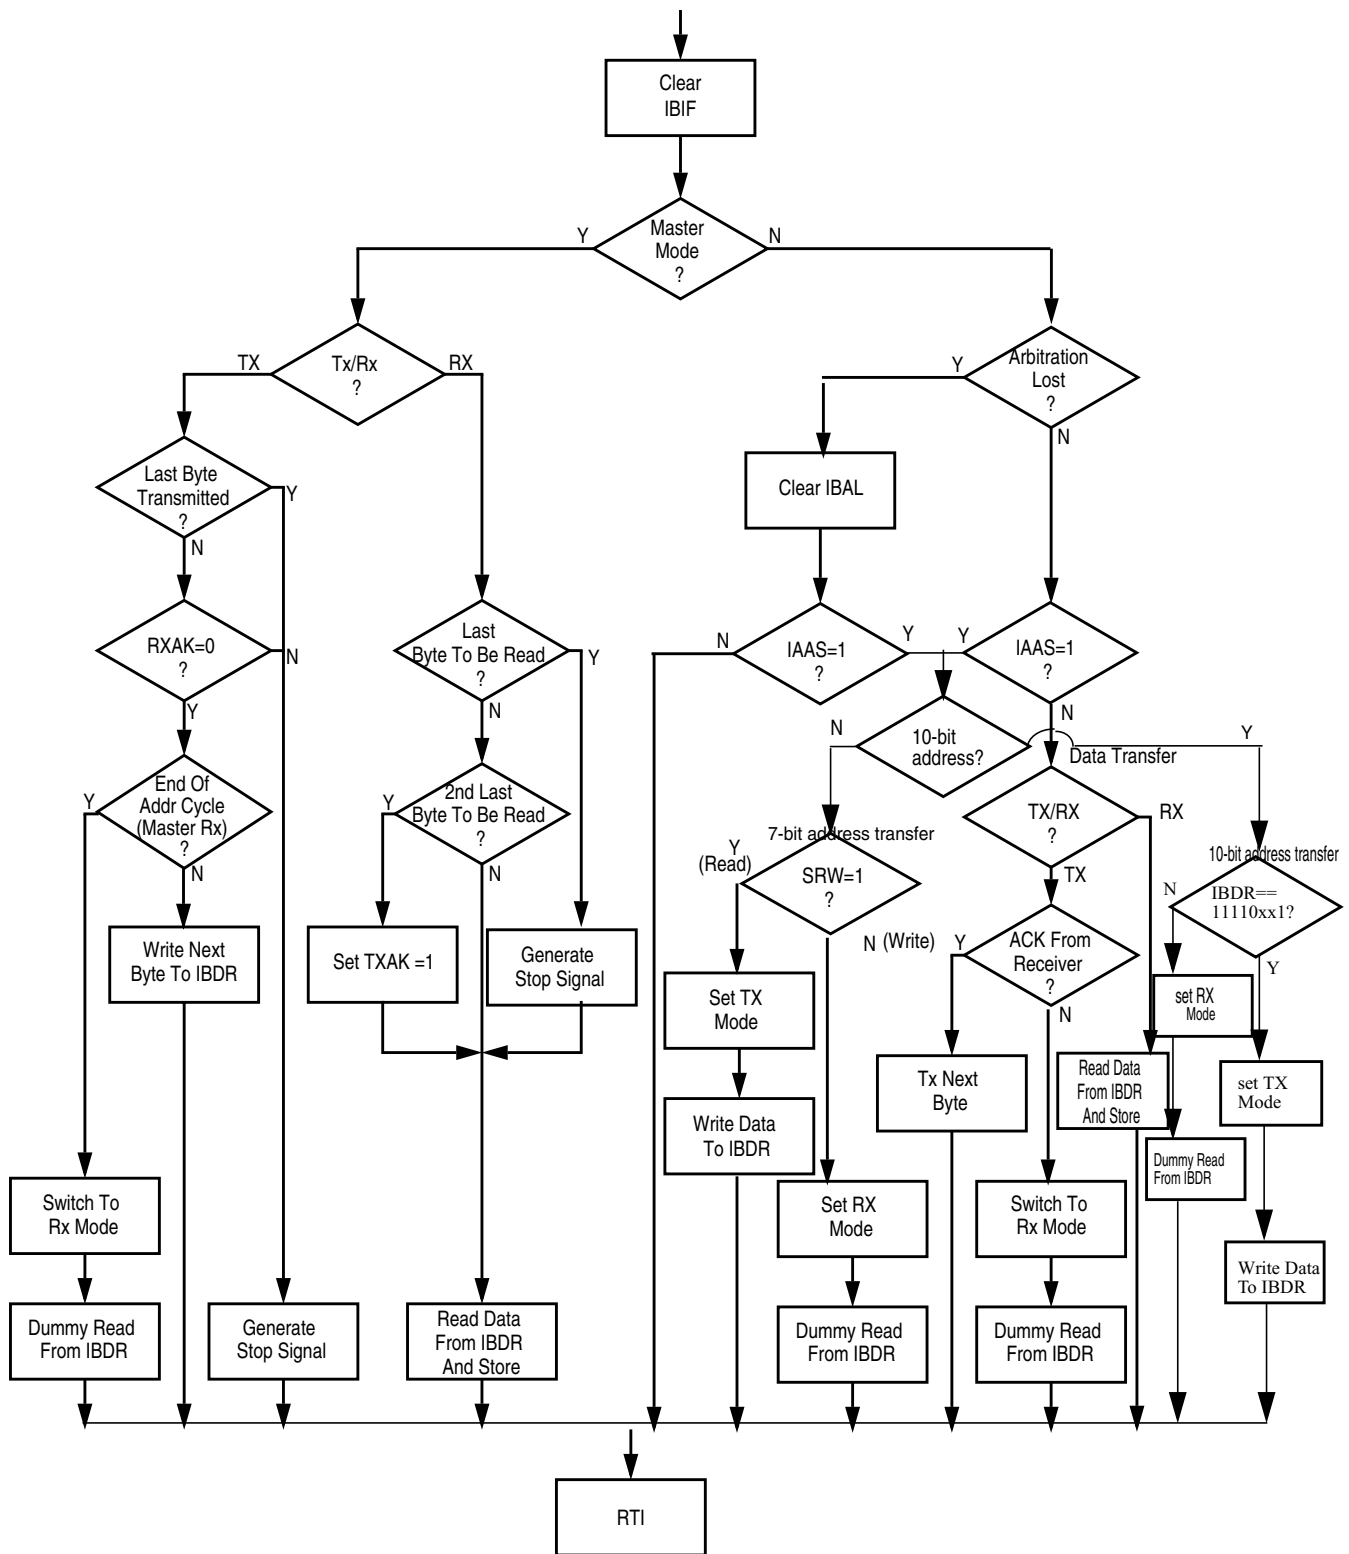 Clear
IBIF
Master
Mode
?
Y
N
Tx/Rx
?
TX
RX
Arbitration
Lost
?
Y
N
Last Byte
Transmitted
?
Y
N
Clear IBAL
RXAK=0
?
N
Y
Last
Byte To Be Read
?
Y
N
IAAS=1
?
N
Y
IAAS=1
?
Y
N
10-bit
address?
N
Y
Data Transfer
End Of
Addr Cycle
(Master Rx)
?
Y
N
2nd Last
Byte To Be Read
?
Y
N
7-bit address transfer
SRW=1
?
Y
(Read)
N (Write)
TX/RX
?
RX
TX
10-bit address transfer
IBDR==
11110xx1?
N
Y
Write Next
Byte To IBDR
Set TXAK =1
Generate
Stop Signal
ACK From
Receiver
?
Y
N
Set TX
Mode
set RX
Mode
Tx Next
Byte
Read Data
From IBDR
And Store
set TX
Mode
Write Data
To IBDR
Dummy Read
From IBDR
Switch To
Rx Mode
Set RX
Mode
Switch To
Rx Mode
Write Data
To IBDR
Dummy Read
From IBDR
Generate
Stop Signal
Read Data
From IBDR
And Store
Dummy Read
From IBDR
Dummy Read
From IBDR
RTI